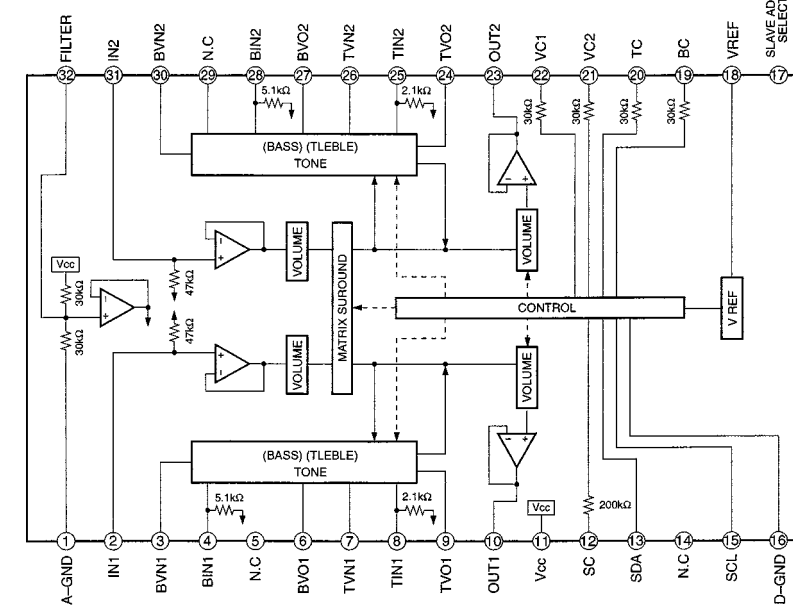 FILTER
IN2
BVN2
N.C
BIN2
BVO2
TVN2
TIN2
TVO2
OUT2
VC1
VC2
TC
BC
VREF
SLAVE AD
SELECT
32
31
30
29
28
27
26
25
24
23
22
21
20
19
18
17
5.1kΩ
2.1kΩ
30kΩ
30kΩ
30kΩ
30kΩ
(BASS) (TLEBLE)
TONE
− +
VOLUME
VOLUME
− +
Vcc
30kΩ
47kΩ
− +
30kΩ
47kΩ
MATRIX SUROUND
CONTROL
V REF
+ −
VOLUME
VOLUME
− +
(BASS) (TLEBLE)
TONE
5.1kΩ
2.1kΩ
Vcc
200kΩ
1
2
3
4
5
6
7
8
9
10
11
12
13
14
15
16
A-GND
IN1
BVN1
BIN1
N.C
BVO1
TVN1
TIN1
TVO1
OUT1
Vcc
SC
SDA
N.C
SCL
D-GND